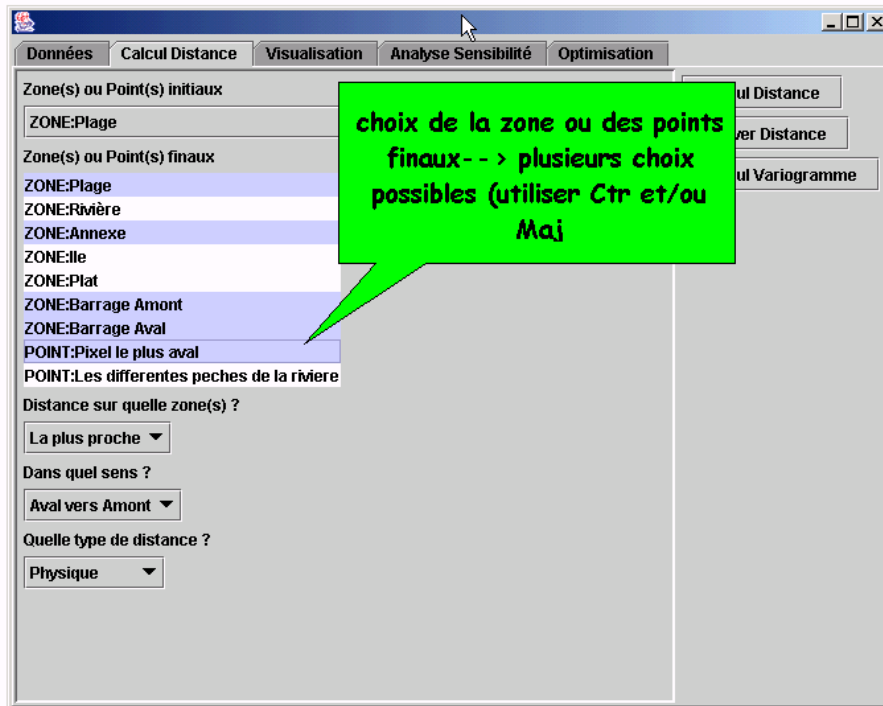 Données Calcul Distance Visualisation Analyse Sensibilité Optimisation
Zone(s) ou Point(s) initiaux
ZONE:Plage
Zone(s) ou Point(s) finaux
ZONE:Plage
ZONE:Rivière
ZONE:Annexe
ZONE:Ile
ZONE:Plat
ZONE:Barrage Amont
ZONE:Barrage Aval
POINT:Pixel le plus aval
POINT:Les differentes peches de la riviere
Distance sur quelle zone(s) ?
La plus proche
Dans quel sens ?
Aval vers Amont
Quelle type de distance ?
Physique
choix de la zone ou des points
finaux--> plusieurs choix
possibles (utiliser Ctr et/ou
Maj
Distance
Distance
Variogramme